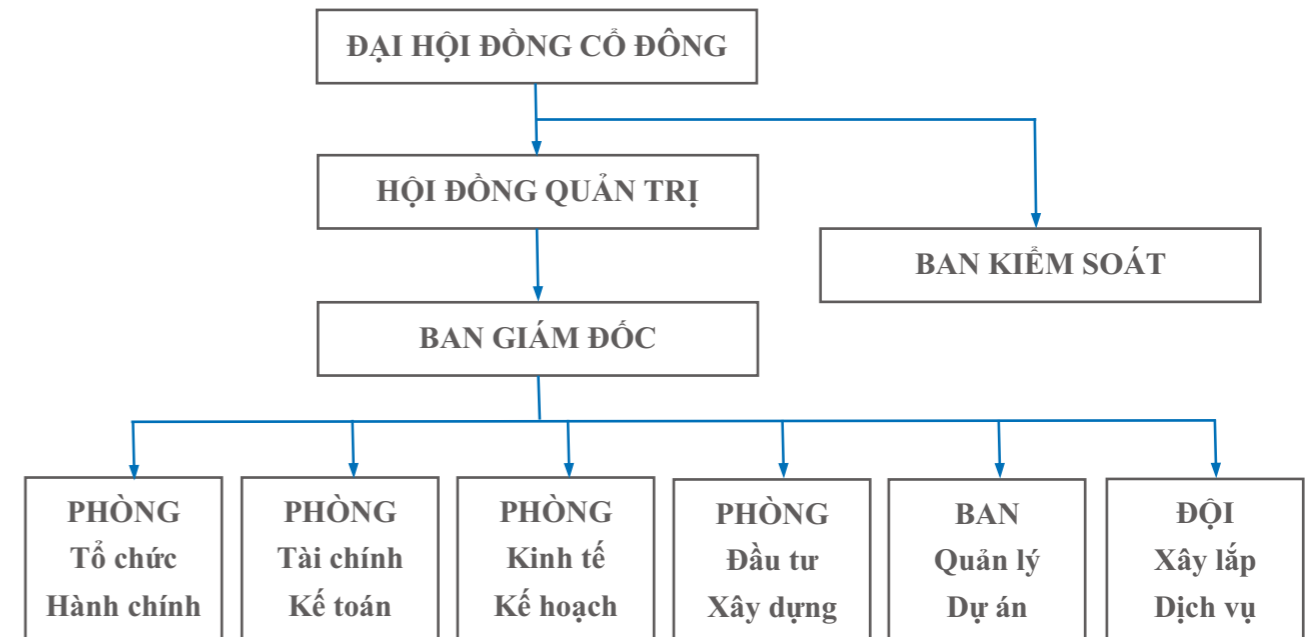 ĐẠI HỘI ĐỒNG CỔ ĐÔNG
HỘI ĐỒNG QUẢN TRỊ
BAN KIỂM SOÁT
BAN GIÁM ĐỐC
PHÒNG
Tổ chức
Hành chính
PHÒNG
Tài chính
Kế toán
PHÒNG
Kinh tế
Kế hoạch
PHÒNG
Đầu tư
Xây dựng
BAN
Quản lý
Dự án
ĐỘI
Xây lắp
Dịch vụ